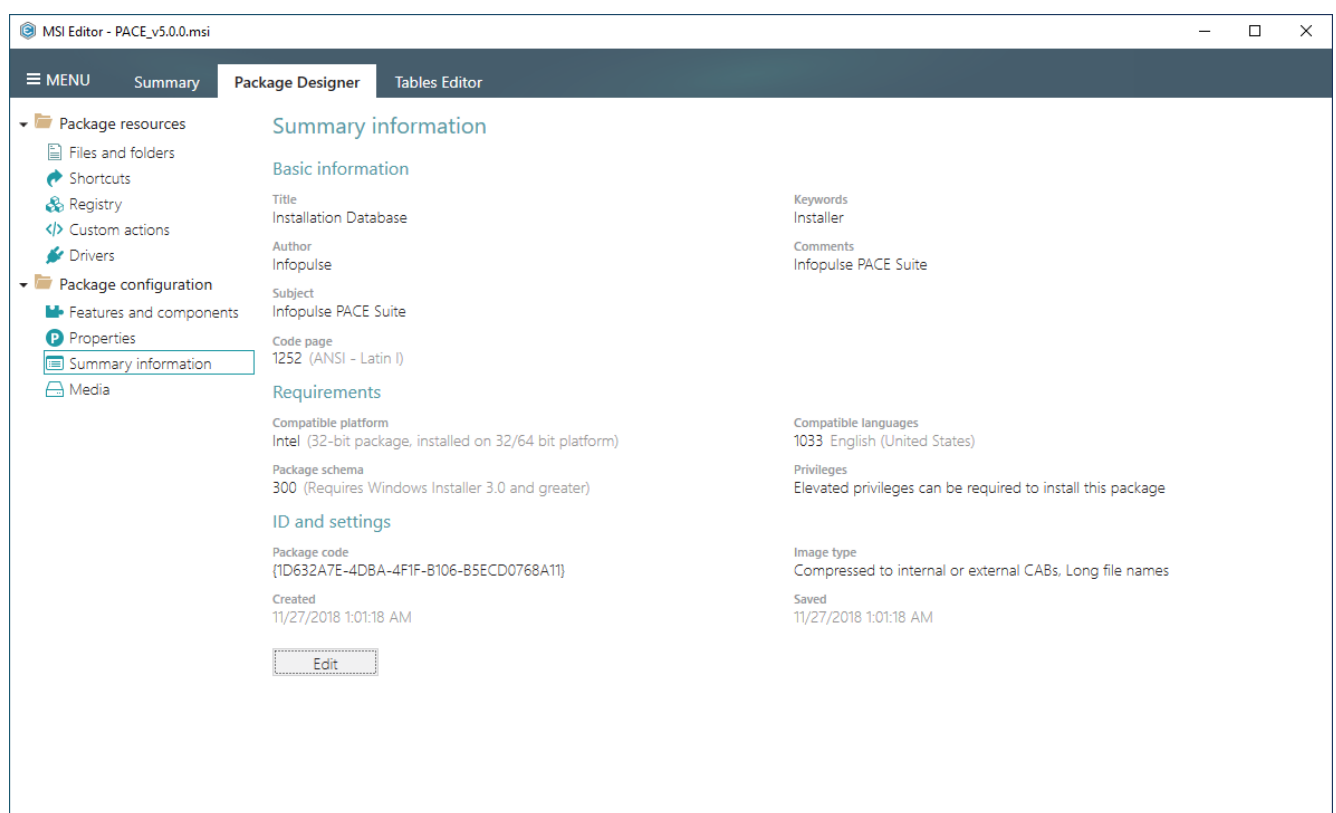 MSI Editor - PACE_v5.0.0.msi
MENU Summary Package Designer Tables Editor
Package resources
Files and folders
Shortcuts
Registry
Custom actions
Drivers
Package configuration
Features and components
Properties
Summary information
Media
Summary information
Basic information
Title
Installation Database
Keywords
Installer
Author
Infopulse
Comments
Infopulse PACE Suite
Subject
Infopulse PACE Suite
Code page
1252 (ANSI - Latin I)
Requirements
Compatible platform
Intel (32-bit package, installed on 32/64 bit platform)
Compatible languages
1033 English (United States)
Package schema
300 (Requires Windows Installer 3.0 and greater)
Privileges
Elevated privileges can be required to install this package
ID and settings
Package code
{1D632A7E-4DBA-4F1F-B106-B5ECD0768A11}
Image type
Compressed to internal or external CABs, Long file names
Created
11/27/2018 1:01:18 AM
Saved
11/27/2018 1:01:18 AM
Edit